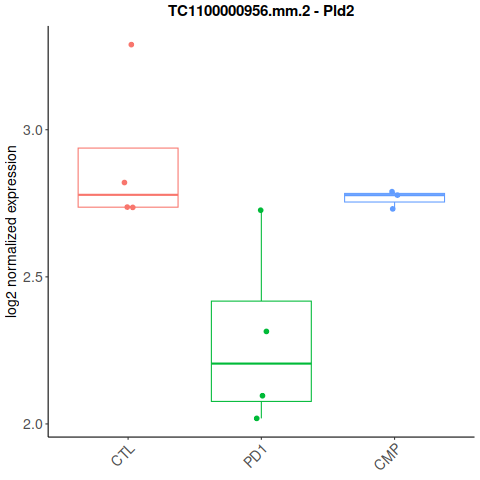 TC1100000956.mm.2 - Pld2
log2 normalized expression
3.0
2.5
2.0
CTL
PD1
CMP